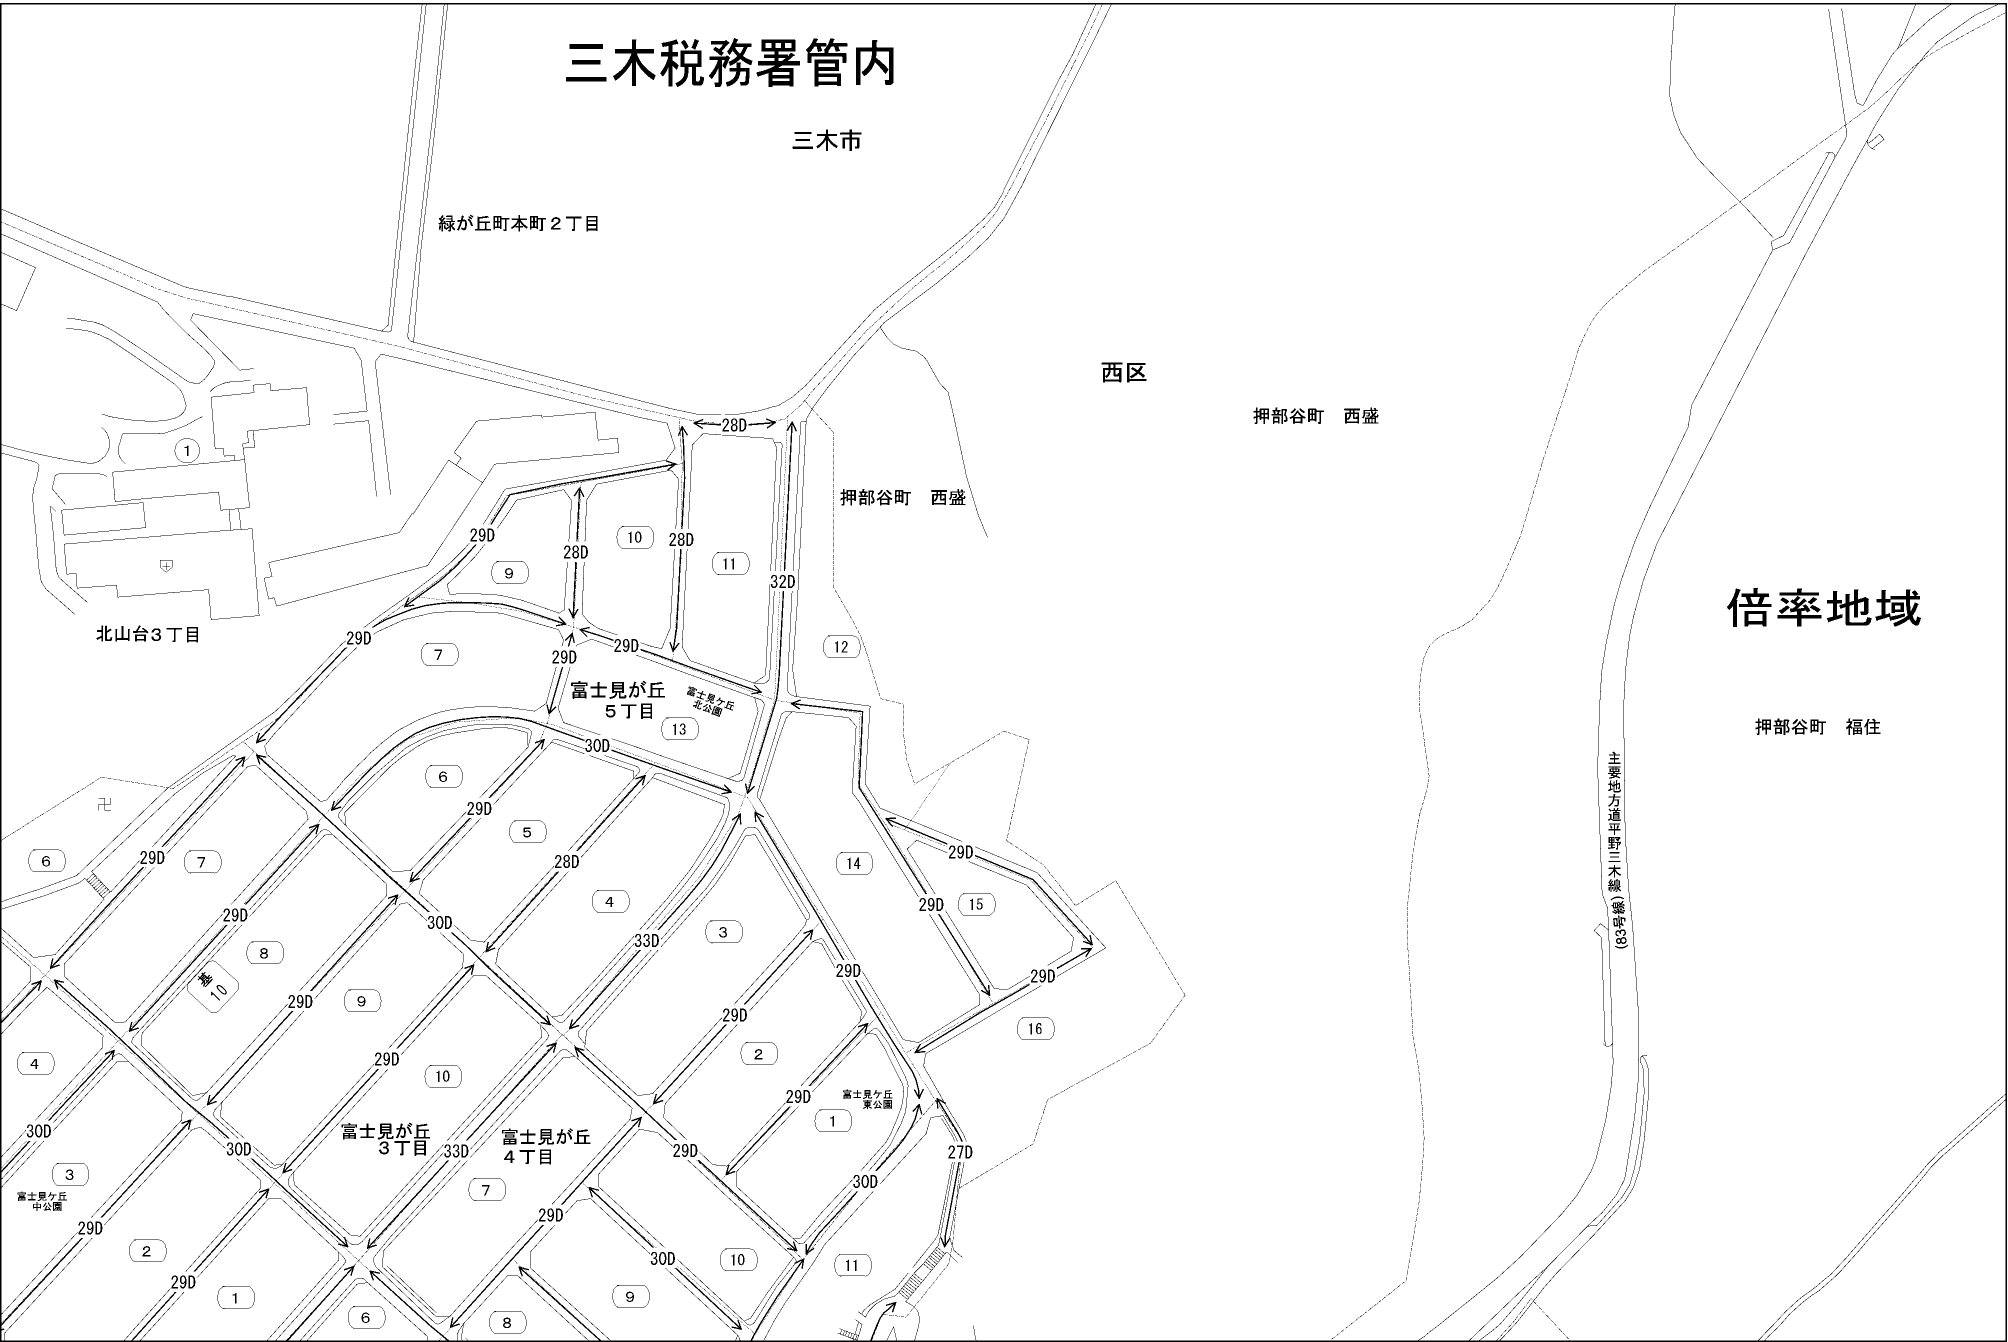 三木税務署管内
三木市
緑が丘町本町２丁目
西区
押部谷町　西盛
28D
1
押部谷町　西盛
29D
28D
10
28D
11
9
32D
倍率地域
北山台３丁目
29D
7
29D
29D
12
富士見が丘
５丁目
富士見ケ丘
北公園
13
30D
押部谷町　福住
主要地方道平野三木線
(83号線)
6
29D
5
卍
6
29D
7
28D
14
29D
4
29D
15
29D
30D
33D
3
8
基
10
9
29D
29D
29D
29D
16
4
29D
10
2
29D
富士見ケ丘
東公園
1
30D
30D
富士見が丘
３丁目
33D
富士見が丘
４丁目
29D
27D
3
富士見ケ丘
中公園
7
30D
29D
29D
2
30D
10
11
29D
1
6
9
8